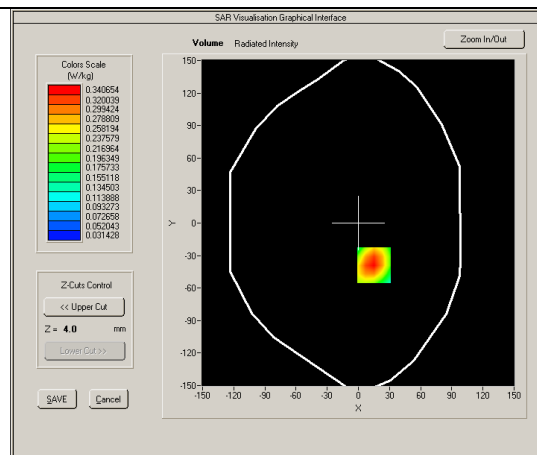 SAR Visualisation Graphical Interface
Volume Radiated Intensity
Zoom In/Out
Colors Scale
(W/kg)
0.340654
0.320039
0.299424
0.278809
0.258194
0.237579
0.216964
0.196349
0.175733
0.155118
0.134503
0.113888
0.093273
0.072658
0.052043
0.031428
Z-Cuts Control
<< Upper Cut
Z = 4.0 mm
Lower Cut >>
SAVE Cancel
150
120
90
60
30
0
-30
-60
-90
-120
-150
Y
-150 -120 -90 -60 -30 0 30 60 90 120 150
X